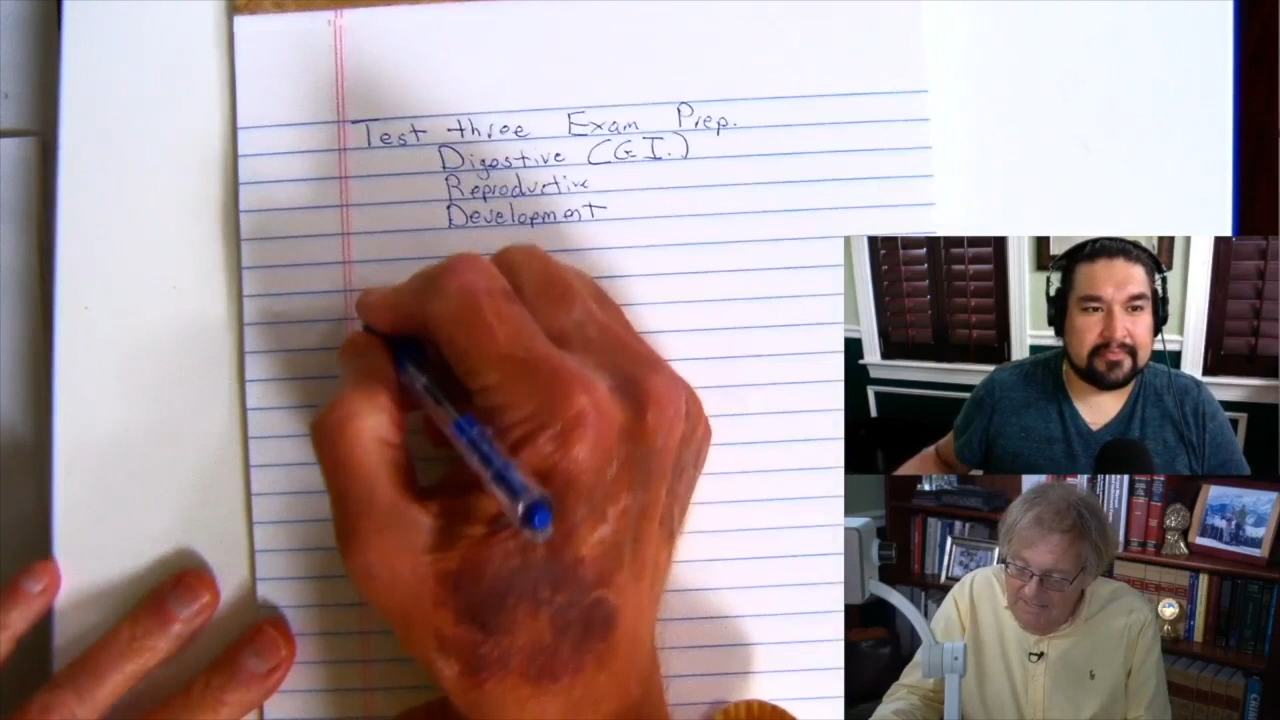 Test three Exam Prep.
Digestive (G I.)
Reproductive
Development